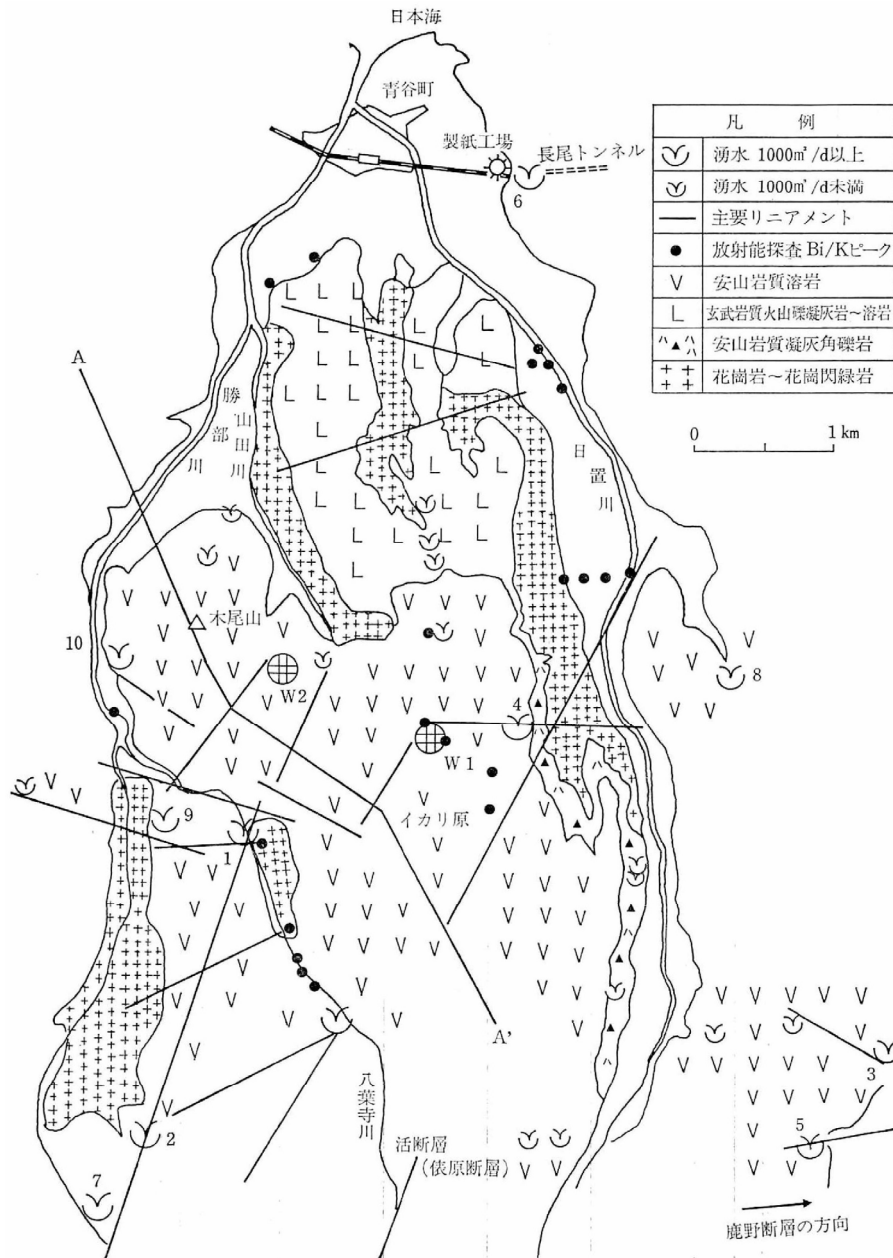 日本海
青谷町
製紙工場
長尾トンネル
6
凡 例
湧水 1000m³/d以上
湧水 1000m³/d未満
主要リニアメント
放射能探査 Bi/Kピーク
安山岩質溶岩
玄武岩質火山礫凝灰岩~溶岩
安山岩質凝灰角礫岩
花崗岩~花崗閃緑岩
0 1km
A
勝部川
山田川
日置川
木尾山
10
W2
8
4
W1
イカリ原
9
1
A'
八葉寺川
3
5
2
7
活断層
(俵原断層)
鹿野断層の方向